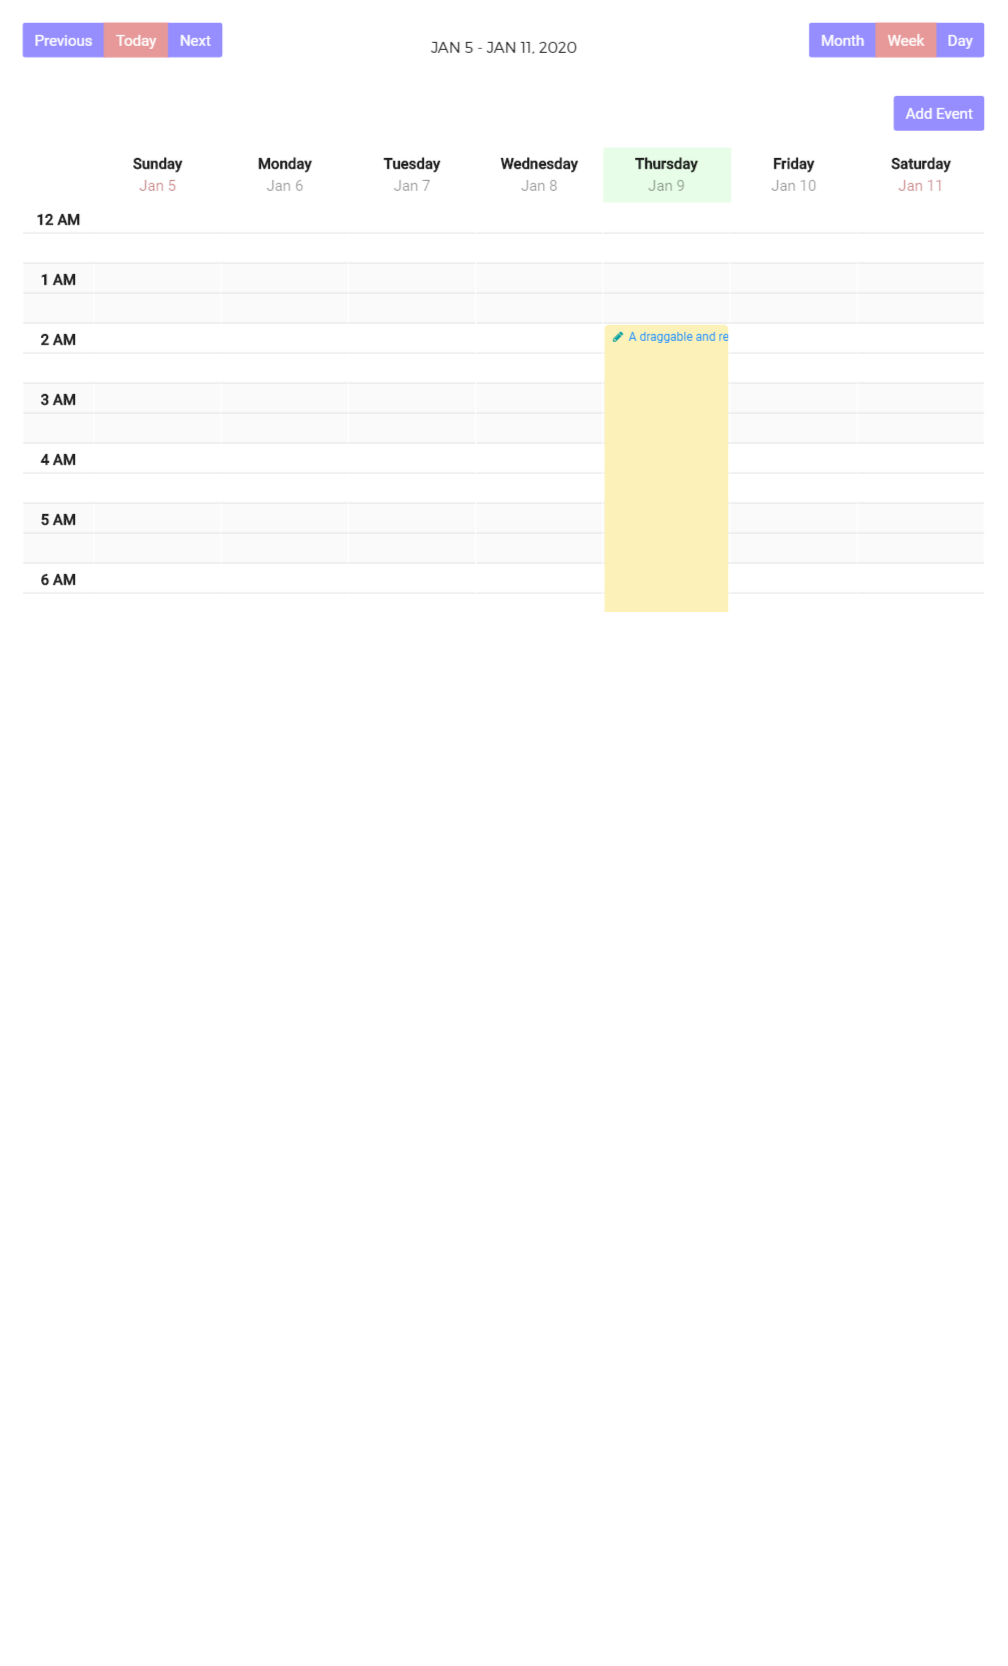 Previous Today Next
JAN 5 - JAN 11, 2020
Month Week Day
Add Event
Sunday Monday Tuesday Wednesday Thursday Friday Saturday
Jan 5 Jan 6 Jan 7 Jan 8 Jan 9 Jan 10 Jan 11
12 AM
1 AM
2 AM
A draggable and re
3 AM
4 AM
5 AM
6 AM